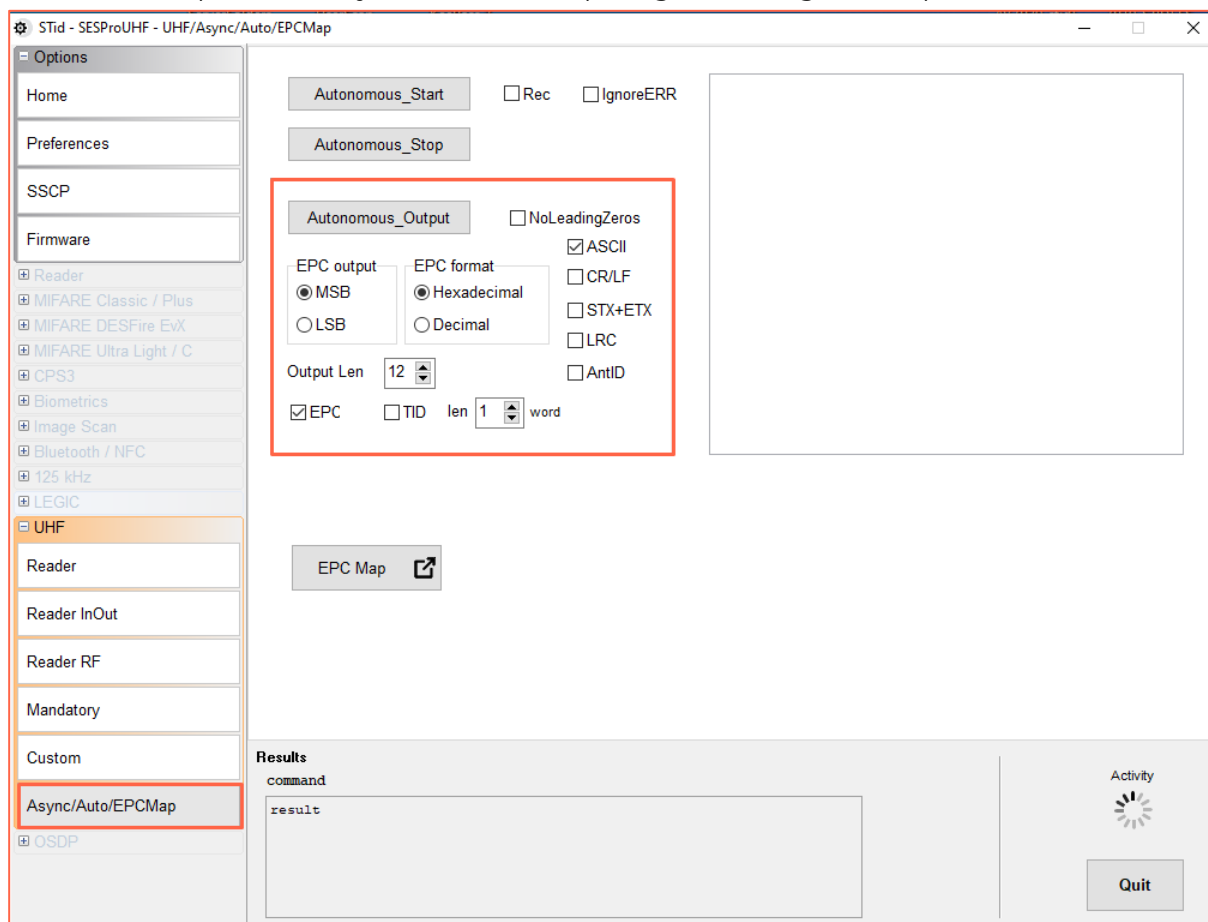 STid - SESProUHF - UHF/Async/Auto/EPCMap
Options
Home
Preferences
SSCP
Firmware
Reader
MIFARE Classic / Plus
MIFARE DESFire EvX
MIFARE Ultra Light / C
CPS3
Biometrics
Image Scan
Bluetooth / NFC
125 kHz
LEGIC
UHF
Reader
Reader InOut
Reader RF
Mandatory
Custom
Async/Auto/EPCMap
OSDP
Autonomous_Start Rec IgnoreERR
Autonomous_Stop
Autonomous_Output NoLeadingZeros
ASCII
EPC output EPC format
CR/LF
MSB Hexadecimal
STX+ETX
LSB Decimal
LRC
Output Len 12 AntID
EPC TID len 1 word
EPC Map
Results
command
result
Activity
Quit